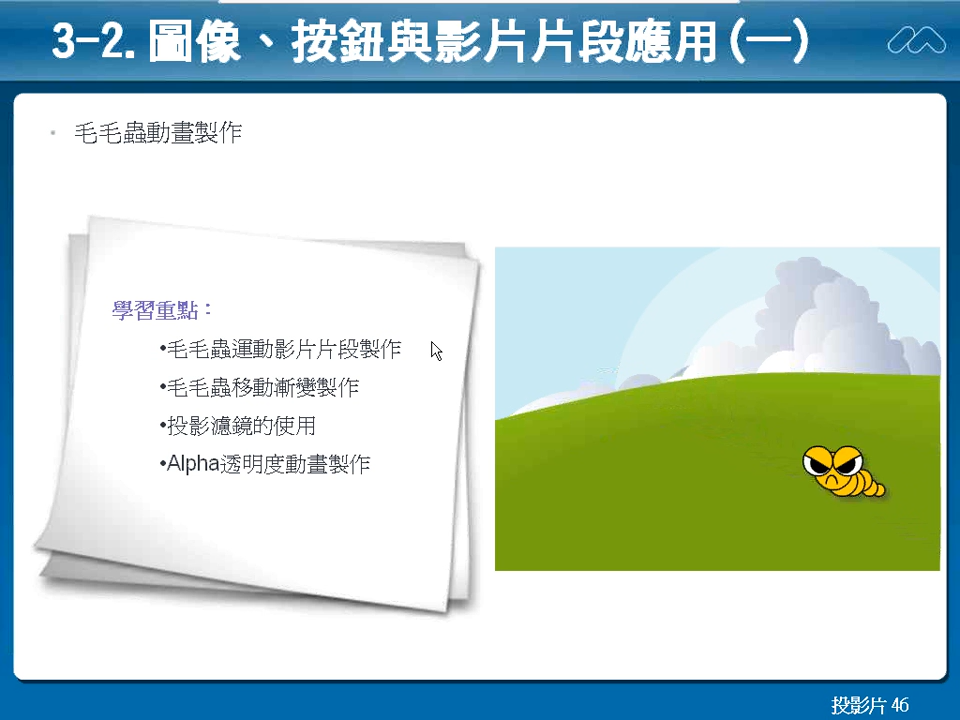 3-2.圖像、按鈕與影片片段應用(一)
• 毛毛蟲動畫製作
學習重點：
•毛毛蟲運動影片片段製作
•毛毛蟲移動漸變製作
•投影濾鏡的使用
•Alpha透明度動畫製作
投影片 46